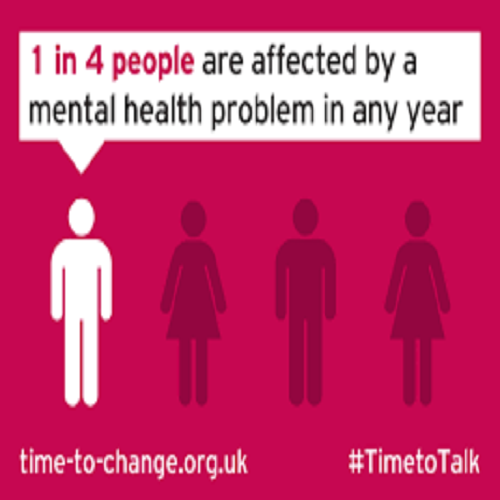 1 in 4 people are affected by a
mental health problem in any year
time-to-change.org.uk
#TimetoTalk